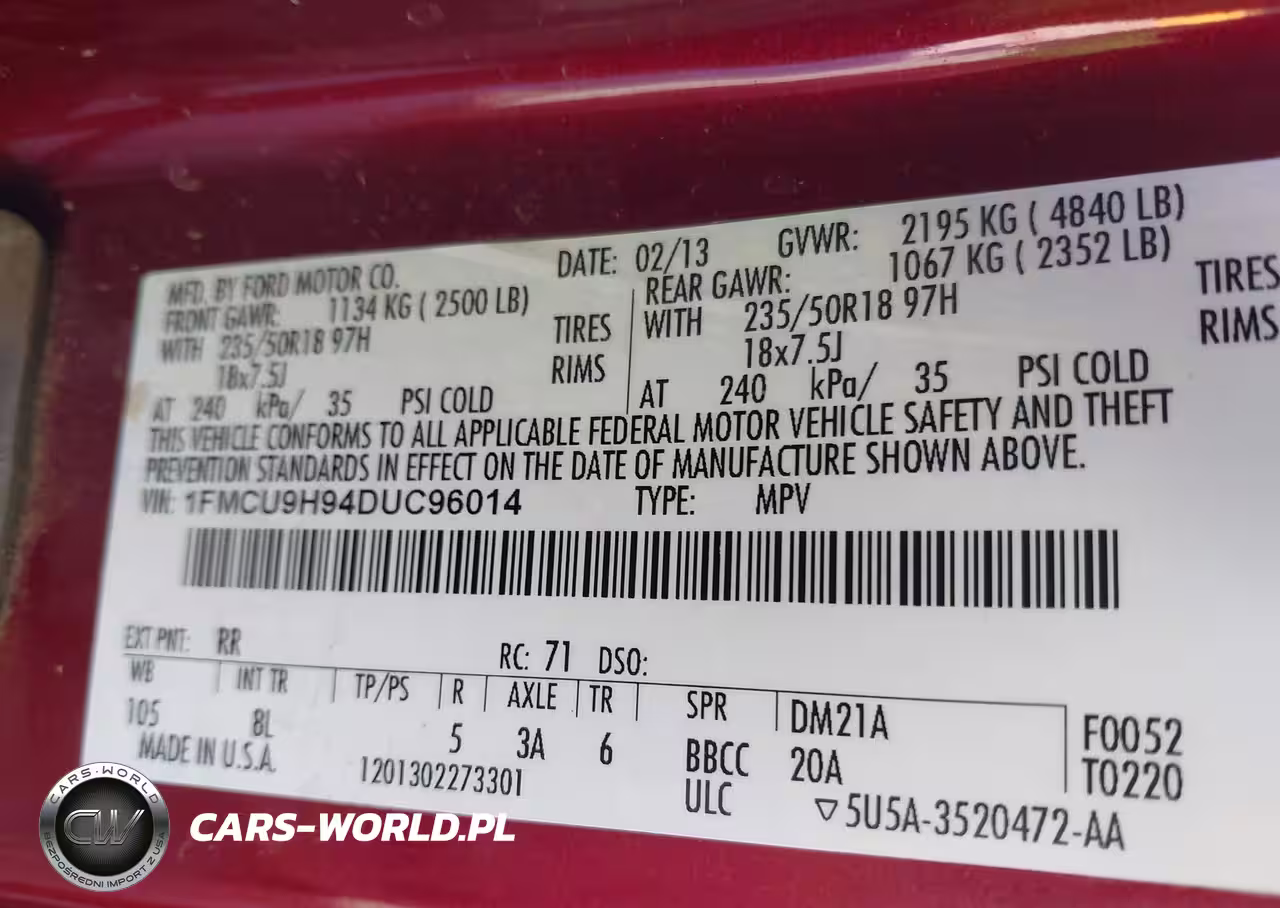 MFD. BY FORD MOTOR CO. DATE: 02/13 GVWR: 2195 KG ( 4840 LB)
FRONT GAWR: 1134 KG ( 2500 LB) REAR GAWR: 1067 KG ( 2352 LB)
WITH 235/50R18 97H TIRES WITH 235/50R18 97H TIRES
18x7.5J RIMS 18x7.5J RIMS
AT 240 kPa/ 35 PSI COLD AT 240 kPa/ 35 PSI COLD
THIS VEHICLE CONFORMS TO ALL APPLICABLE FEDERAL MOTOR VEHICLE SAFETY AND THEFT
PREVENTION STANDARDS IN EFFECT ON THE DATE OF MANUFACTURE SHOWN ABOVE.
VIN: 1FMCU9H94DUC96014 TYPE: MPV
EXT PNT: RR RC: 71 DSO:
WB INT TR TP/PS R AXLE TR SPR DM21A F0052
105 8L 5 3A 6 BBCC 20A T0220
MADE IN U.S.A. 1201302273301 ULC ▽5U5A-3520472-AA
CARS-WORLD
CW
BEZPOŚREDNI IMPORT Z USA
CARS-WORLD.PL